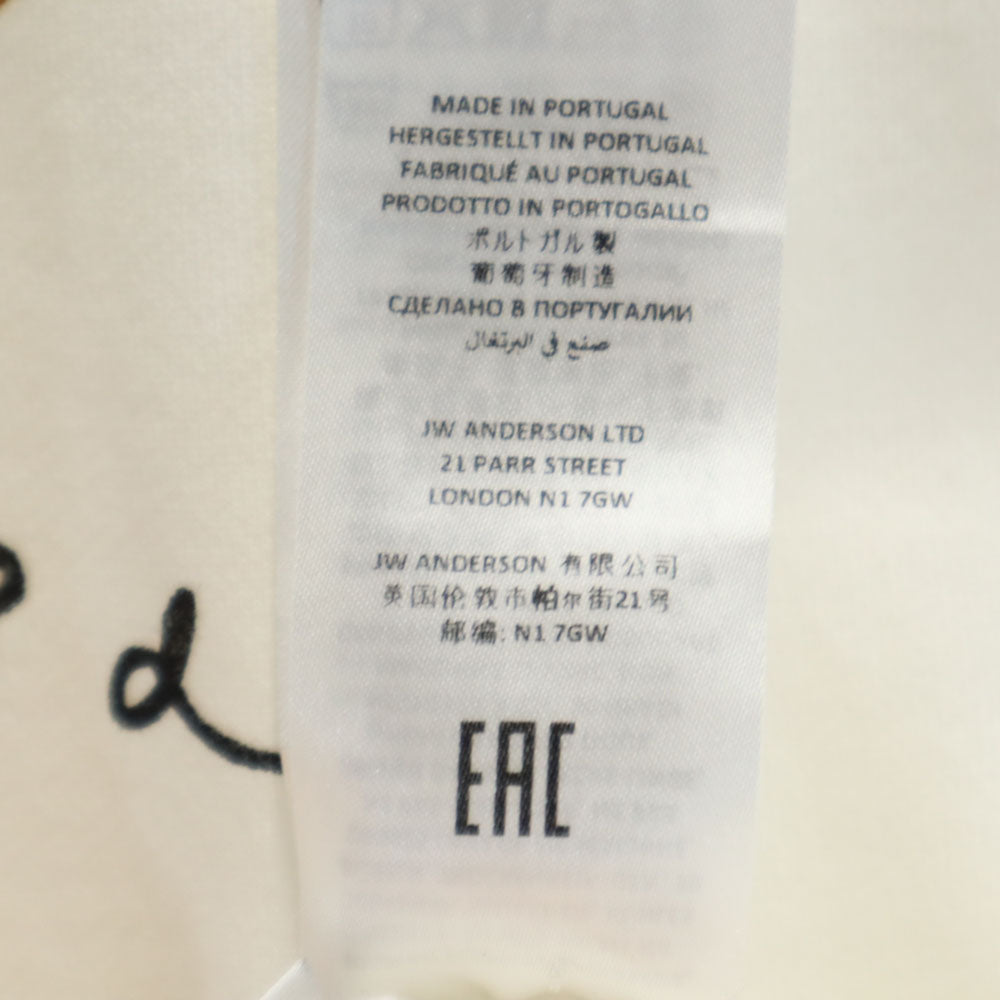 MADE IN PORTUGAL
HERGESTELLT IN PORTUGAL
FABRIQUÉ AU PORTUGAL
PRODOTTO IN PORTOGALLO
ポルトガル製
葡萄牙制造
СДЕЛАНО В ПОРТУГАЛИИ
صنع في البرتغال
JW ANDERSON LTD
21 PARR STREET
LONDON N1 7GW
JW ANDERSON 有限公司
英国伦敦市帕尔街21号
邮编: N1 7GW
EAC